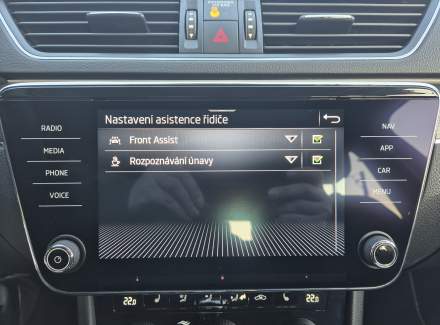 Nastavení asistence řidiče
RADIO
MEDIA
PHONE
VOICE
Front Assist
Rozpoznávání únavy
NAV
APP
CAR
MENU
22.0
22.0